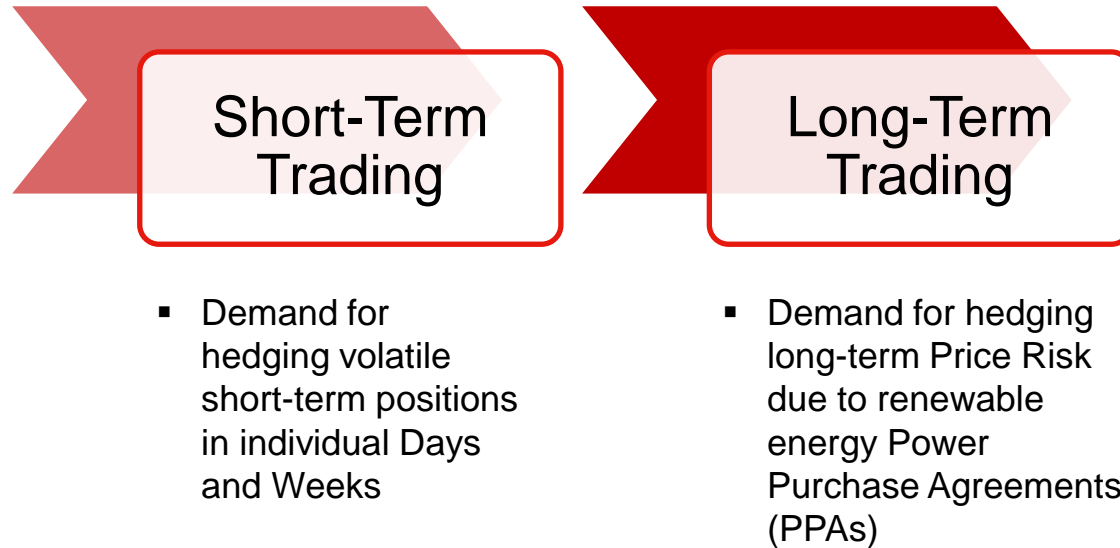 Short-Term
Trading
▪ Demand for
hedging volatile
short-term positions
in individual Days
and Weeks
Long-Term
Trading
▪ Demand for hedging
long-term Price Risk
due to renewable
energy Power
Purchase Agreements
(PPAs)